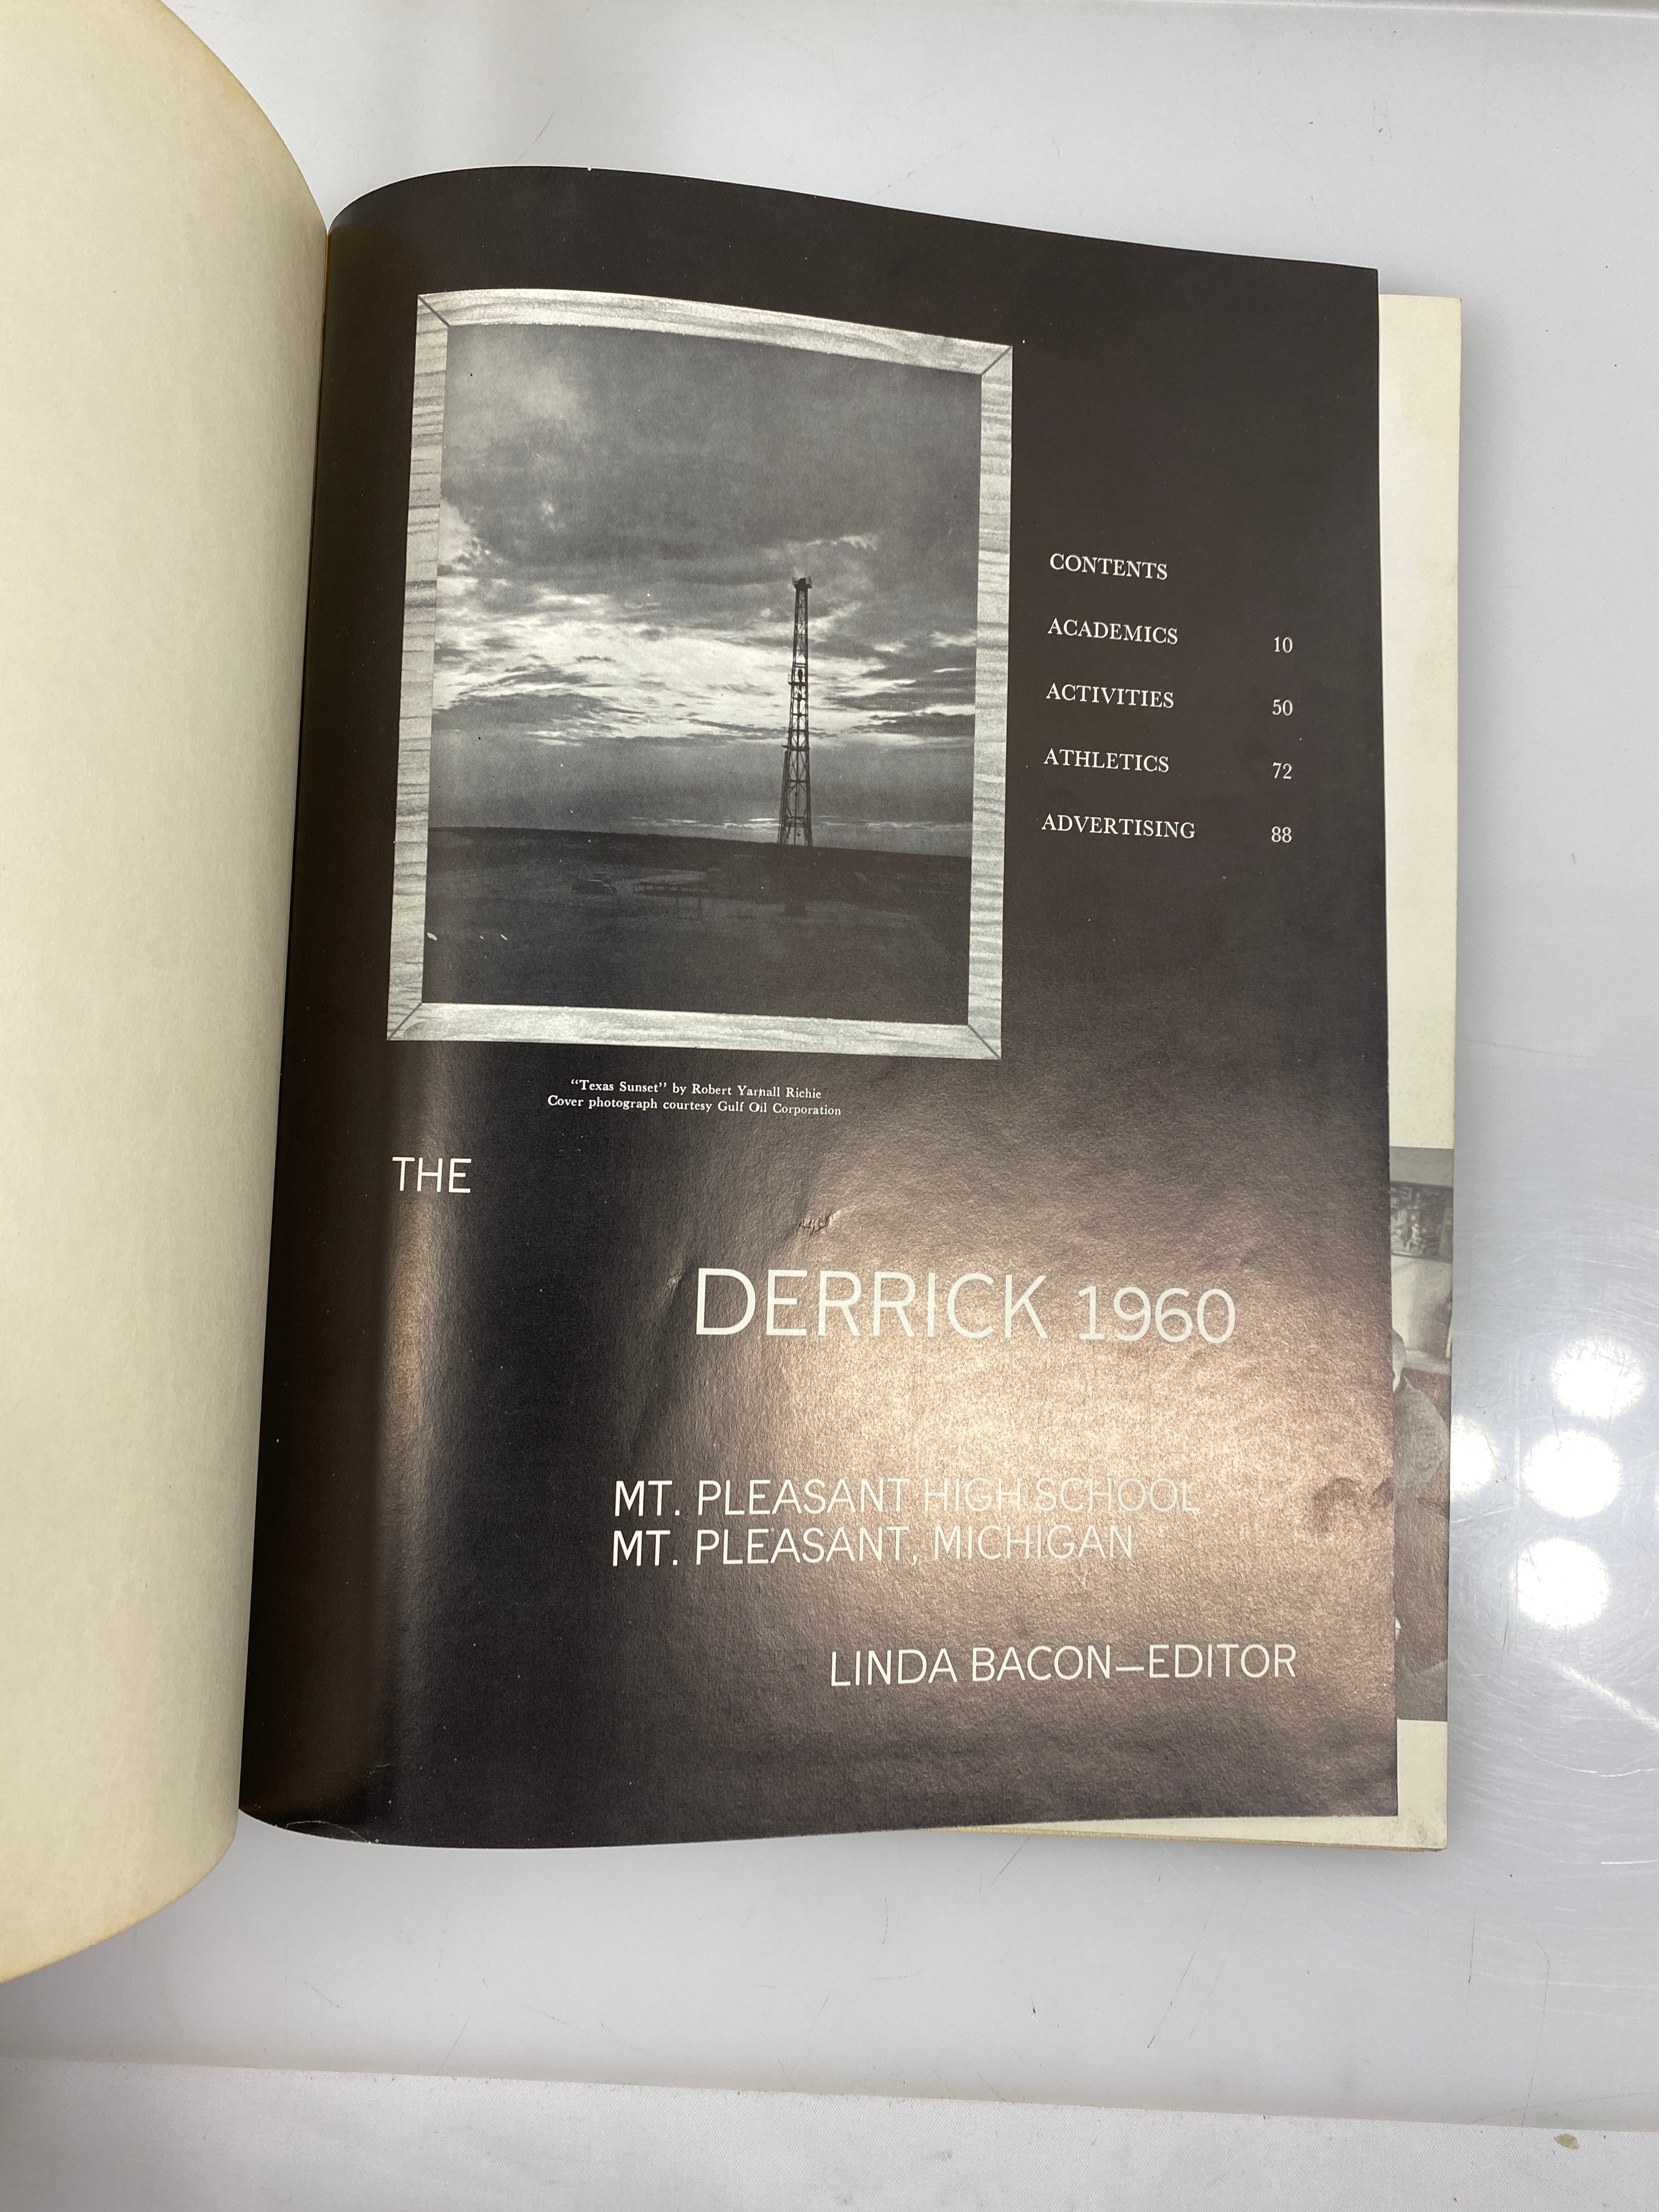 CONTENTS
ACADEMICS 10
ACTIVITIES 50
ATHLETICS 72
ADVERTISING 88
“Texas Sunset” by Robert Yarnall Richie
Cover photograph courtesy Gulf Oil Corporation
THE
DERRICK 1960
MT. PLEASANT HIGH SCHOOL
MT. PLEASANT, MICHIGAN
LINDA BACON—EDITOR